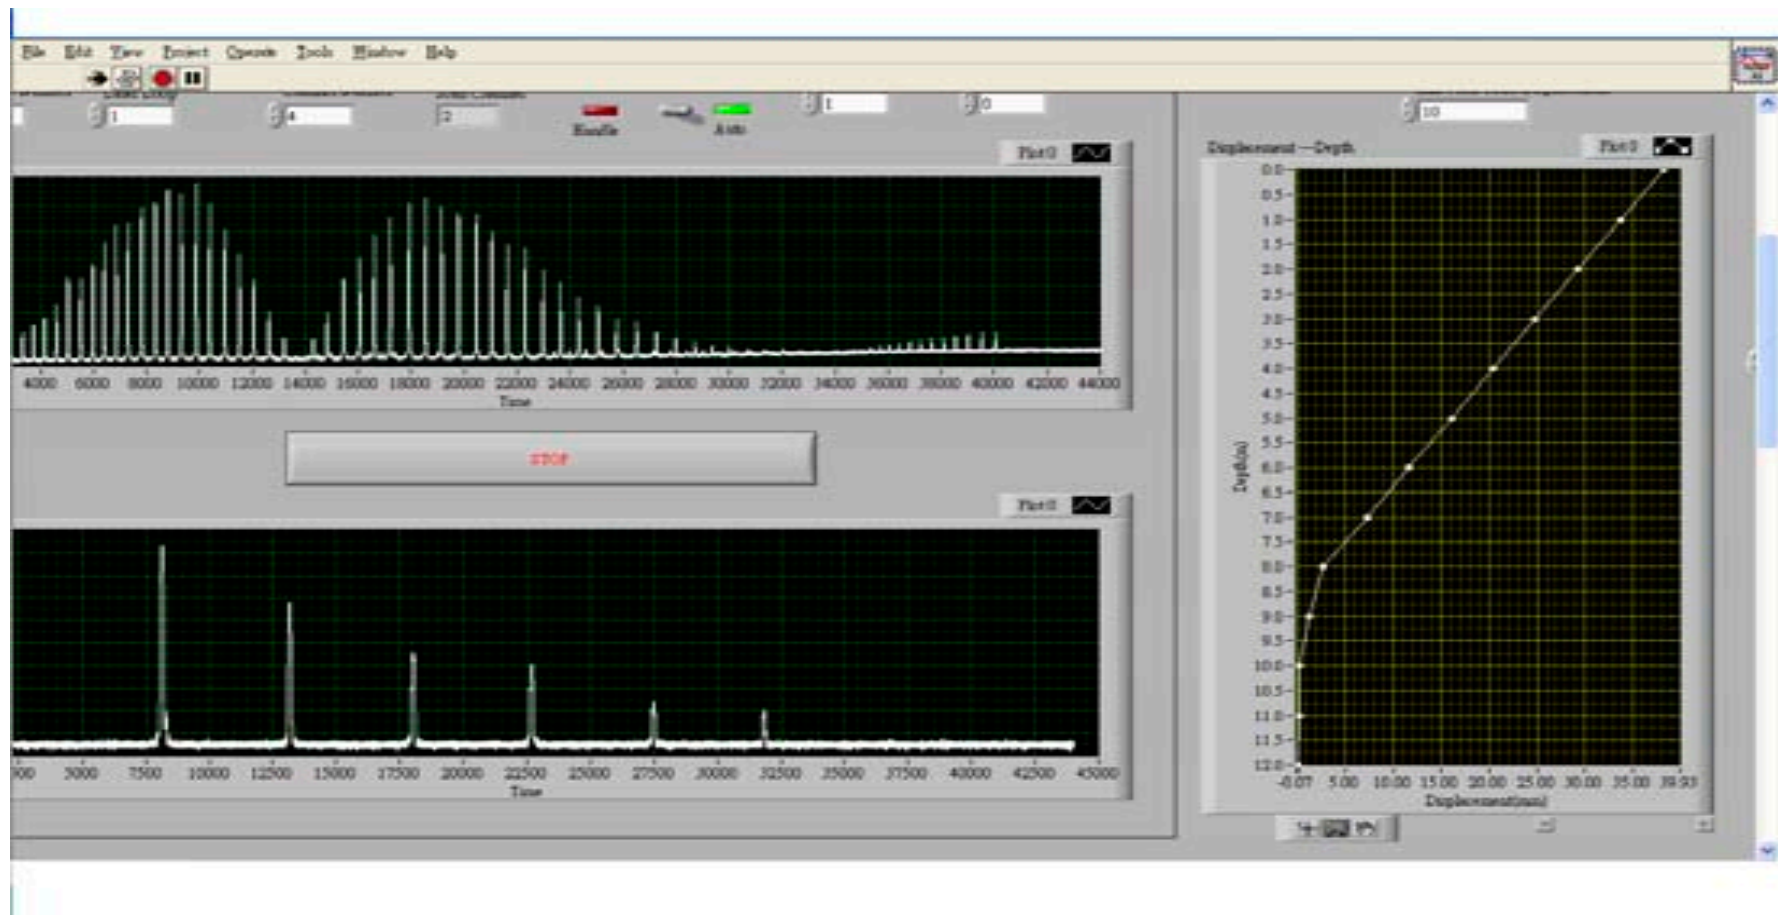 File Edit View Project Operate Tools Window Help
1
4
2
1
0
10
Handle
Auto
Plot 0
Displacement—Depth
Plot 0
4000 6000 8000 10000 12000 14000 16000 18000 20000 22000 24000 26000 28000 30000 32000 34000 36000 38000 40000 42000 44000
Time
STOP
Plot 0
5000 7500 10000 12500 15000 17500 20000 22500 25000 27500 30000 32500 35000 37500 40000 42500 45000
Time
0.0
0.5
1.0
1.5
2.0
2.5
3.0
3.5
4.0
4.5
5.0
5.5
6.0
6.5
7.0
7.5
8.0
8.5
9.0
9.5
10.0
10.5
11.0
11.5
12.0
Depth(m)
-0.07 5.00 10.00 15.00 20.00 25.00 30.00 35.00 39.93
Displacement(mm)